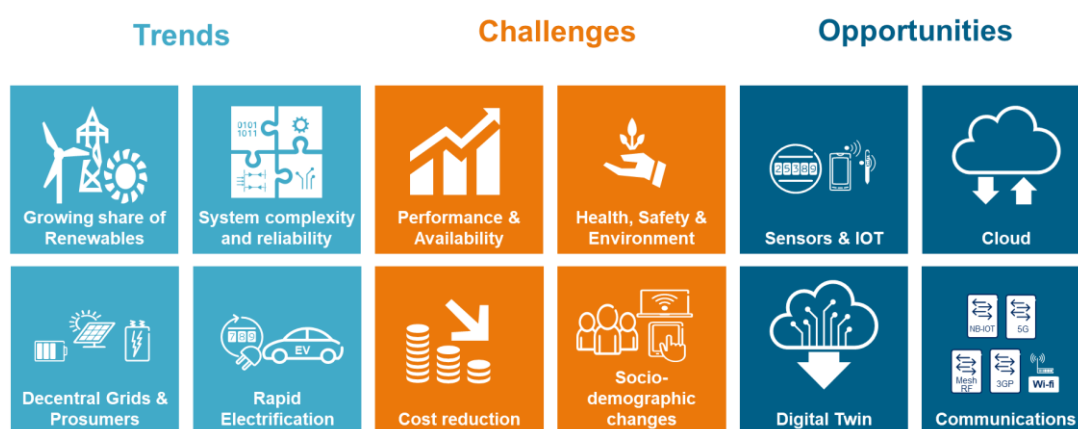 Trends
Challenges
Opportunities
0101
1011
Growing share of
Renewables
System complexity
and reliability
Performance &
Availability
Health, Safety &
Environment
25389
Sensors & IOT
Cloud
Decentral Grids &
Prosumers
789
EV
Rapid
Electrification
Cost reduction
Socio-
demographic
changes
Digital Twin
NB-IOT
5G
Mesh
RF
3GP
Wi-fi
Communications